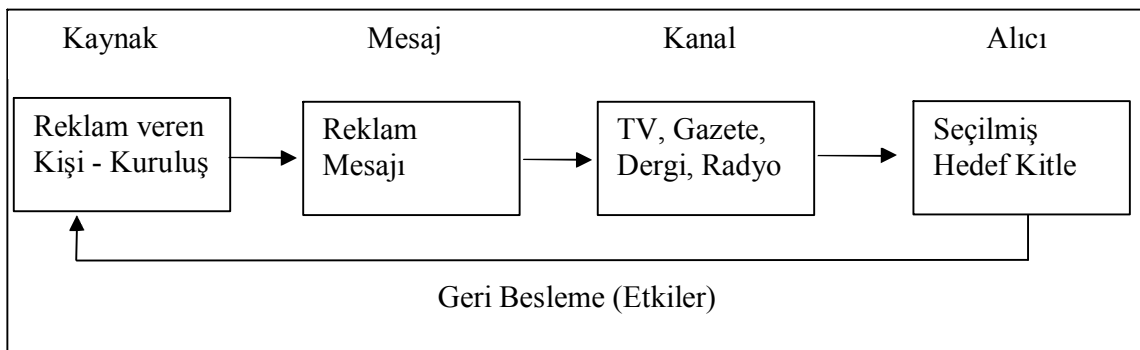 Kaynak
Mesaj
Kanal
Alıcı
Reklam veren
Kişi - Kuruluş
Reklam
Mesajı
TV, Gazete,
Dergi, Radyo
Seçilmiş
Hedef Kitle
Geri Besleme (Etkiler)